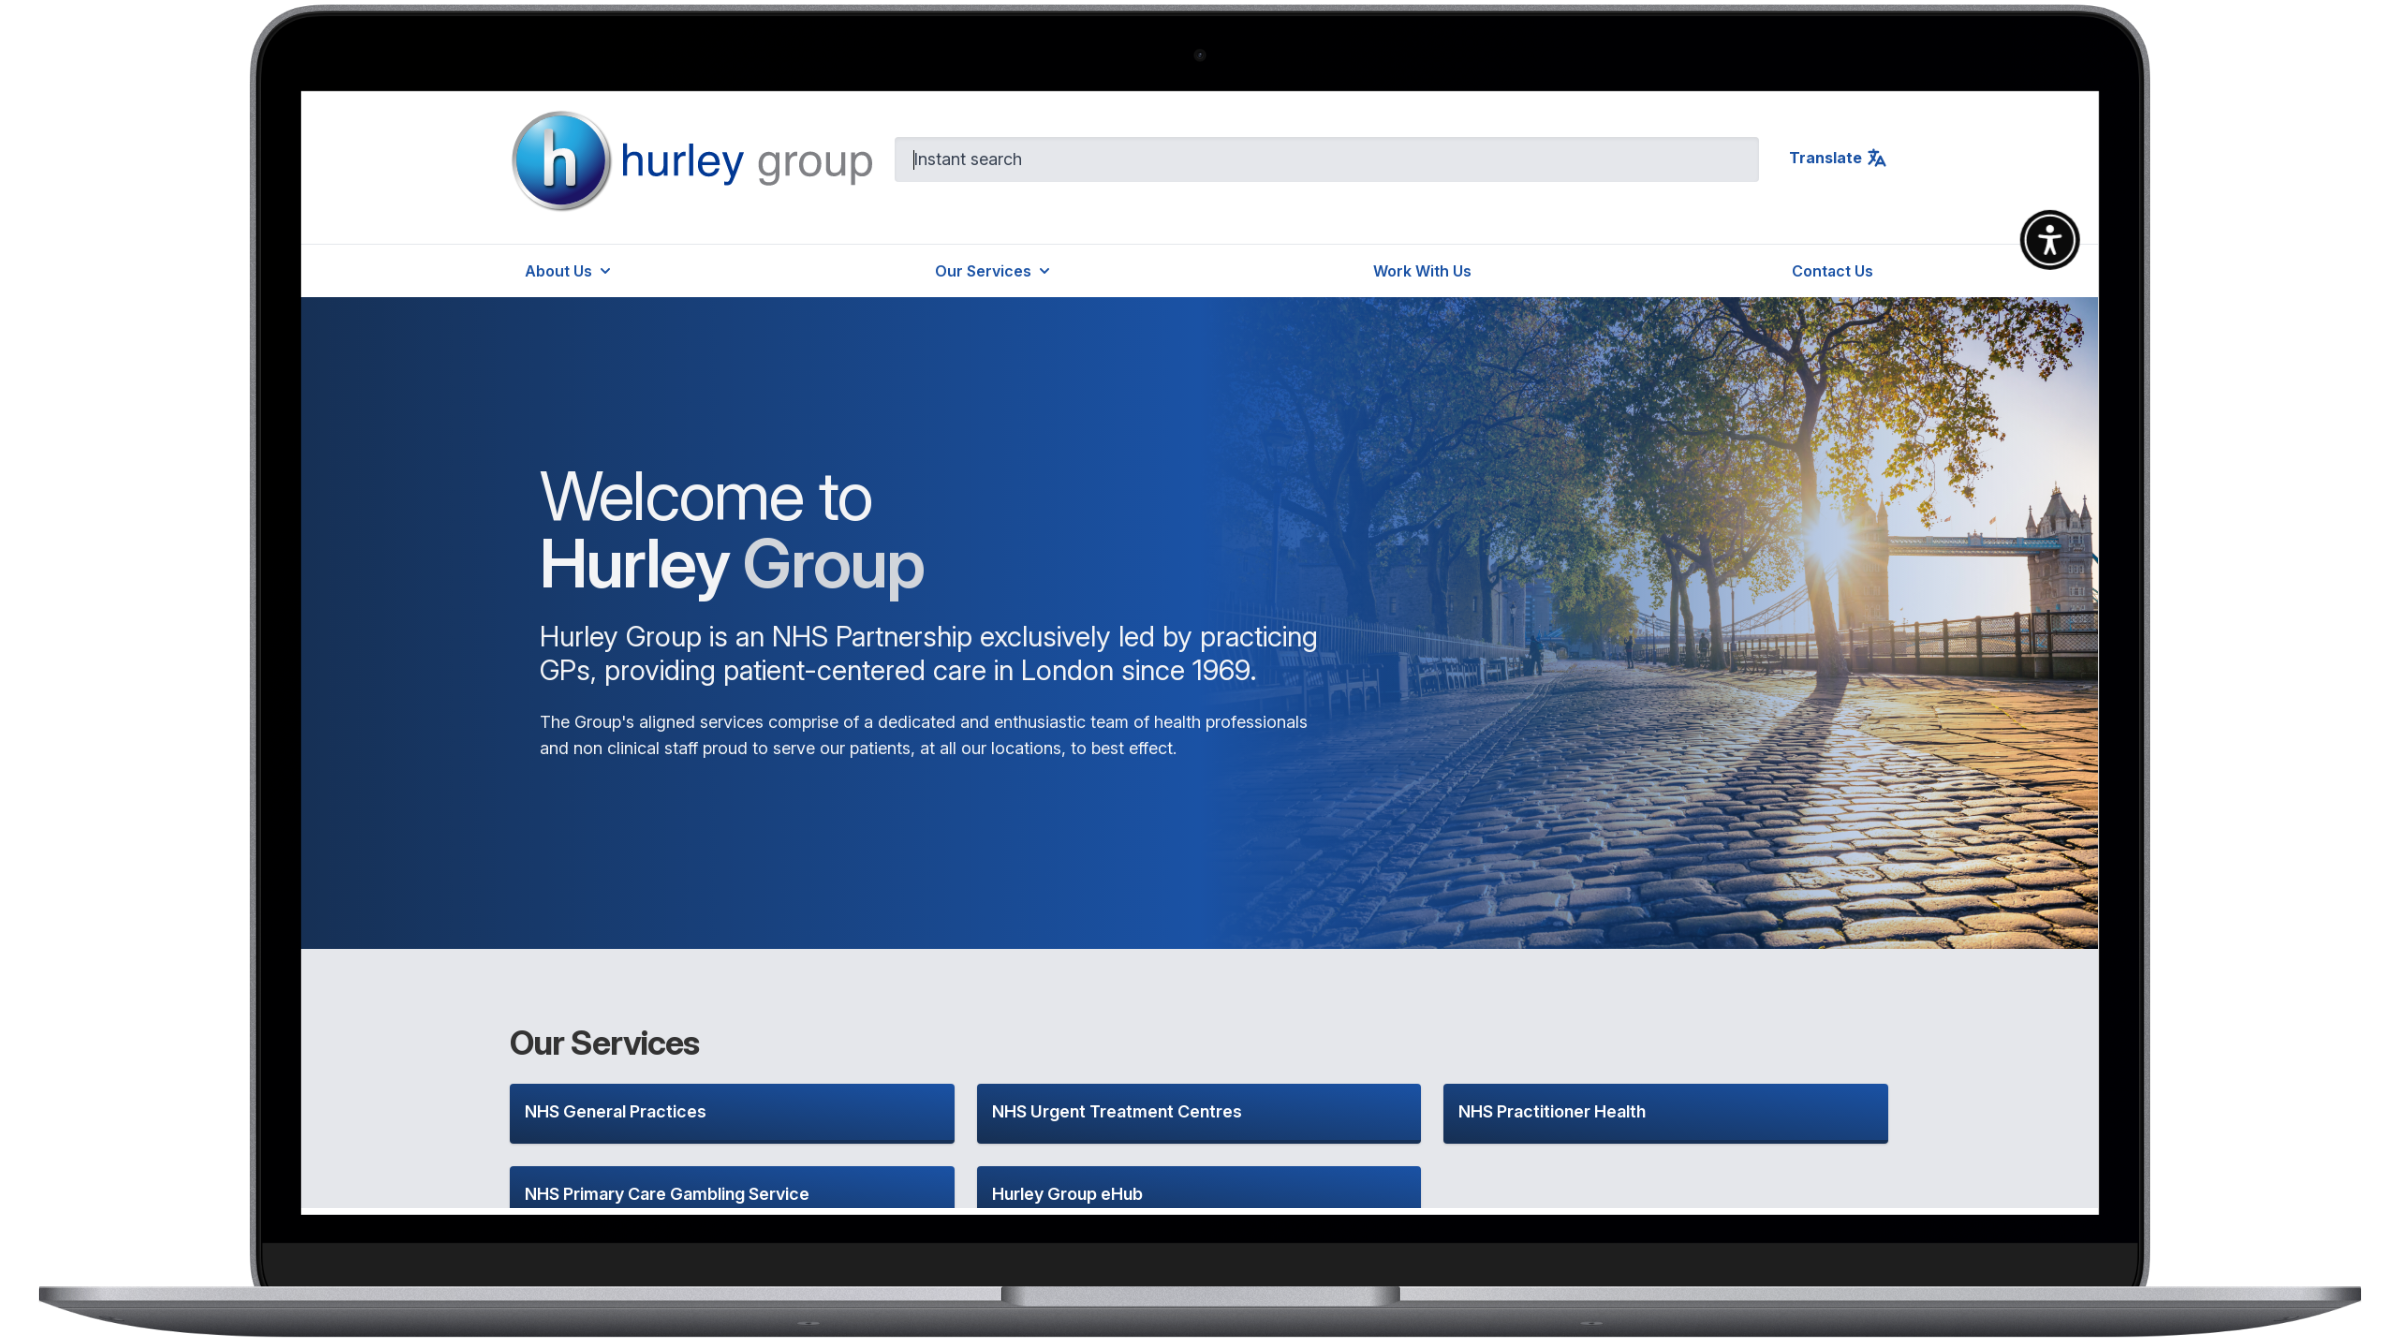 h hurley group
Instant search
Translate
About Us
Our Services
Work With Us
Contact Us
Welcome to
Hurley Group
Hurley Group is an NHS Partnership exclusively led by practicing
GPs, providing patient-centered care in London since 1969.
The Group's aligned services comprise of a dedicated and enthusiastic team of health professionals
and non clinical staff proud to serve our patients, at all our locations, to best effect.
Our Services
NHS General Practices
NHS Urgent Treatment Centres
NHS Practitioner Health
NHS Primary Care Gambling Service
Hurley Group eHub